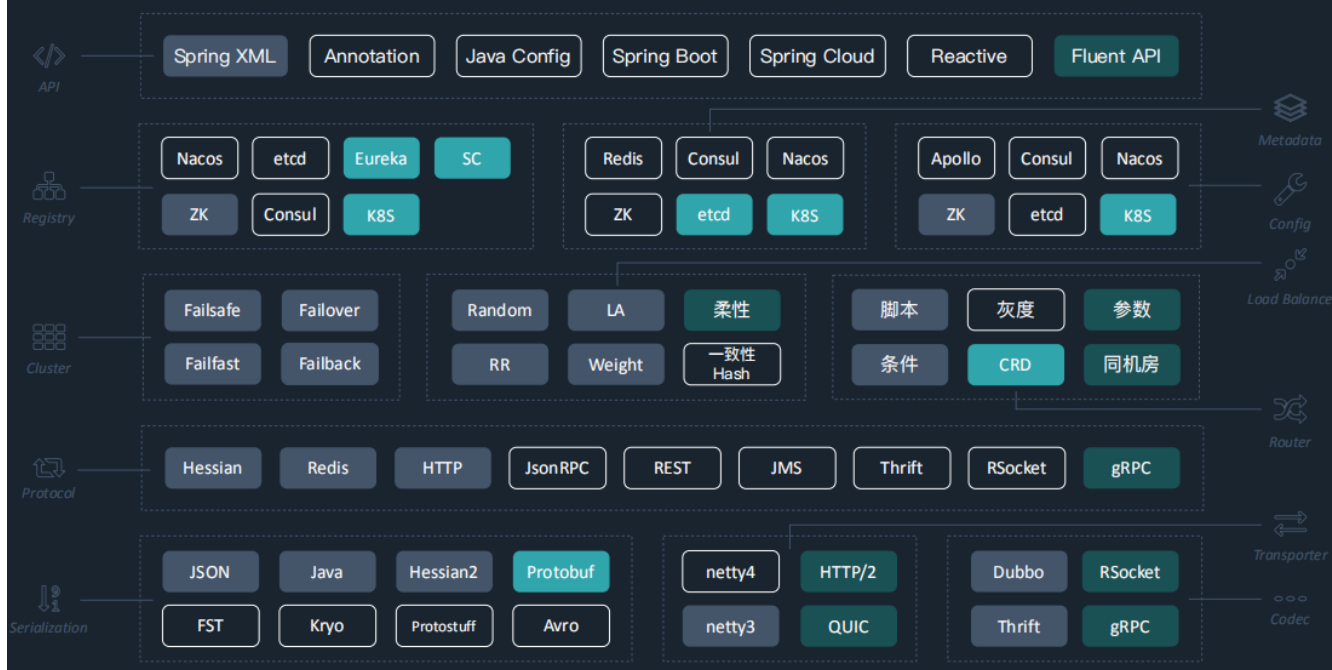 API
Spring XML
Annotation
Java Config
Spring Boot
Spring Cloud
Reactive
Fluent API
Registry
Nacos
etcd
Eureka
SC
ZK
Consul
K8S
Metadata
Redis
Consul
Nacos
ZK
etcd
K8S
Config
Apollo
Consul
Nacos
ZK
etcd
K8S
Cluster
Failsafe
Failover
Failfast
Failback
Load Balance
Random
LA
柔性
RR
Weight
一致性
Hash
Router
脚本
灰度
参数
条件
CRD
同机房
Protocol
Hessian
Redis
HTTP
JsonRPC
REST
JMS
Thrift
RSocket
gRPC
Serialization
JSON
Java
Hessian2
Protobuf
FST
Kryo
Protostuff
Avro
Transporter
netty4
HTTP/2
netty3
QUIC
Codec
Dubbo
RSocket
Thrift
gRPC
9
1